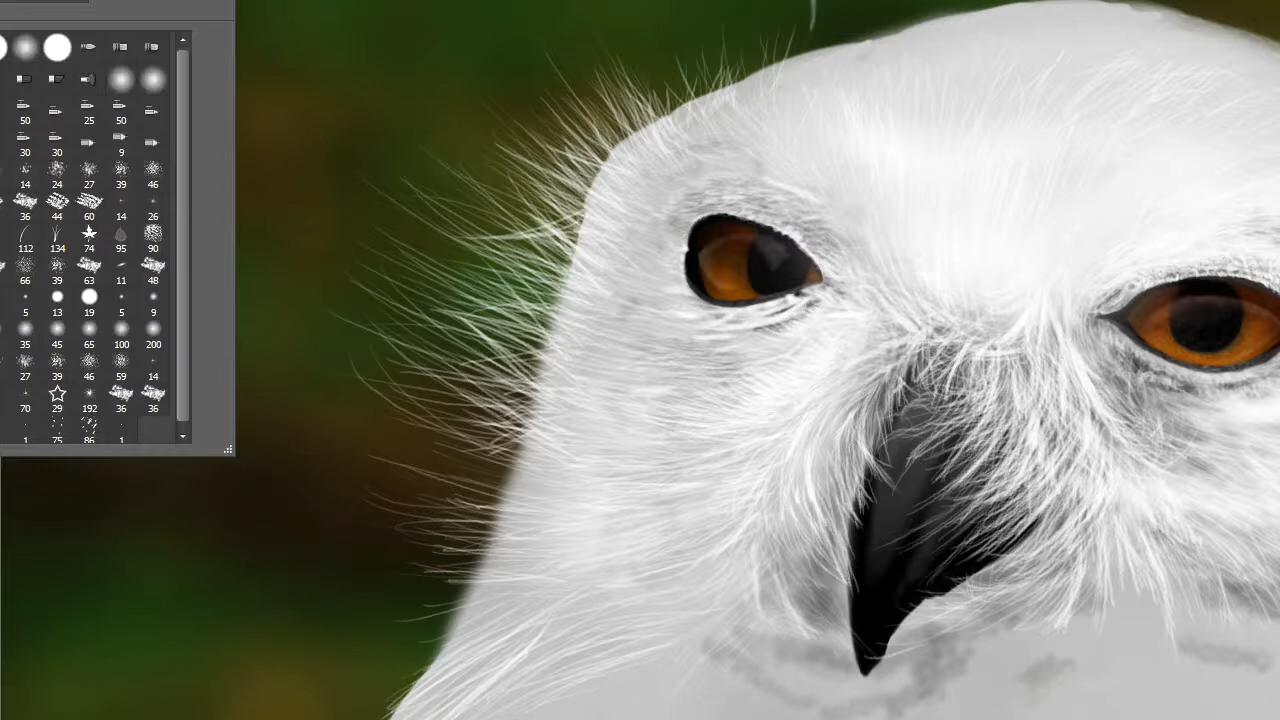 50 25 50
30 30 9
14 24 27 39 46
36 44 60 14 26
112 134 74 95 90
66 39 63 11 48
5 13 19 5 9
35 45 65 100 200
27 39 46 59 14
70 29 192 36 36
1 75 86 1